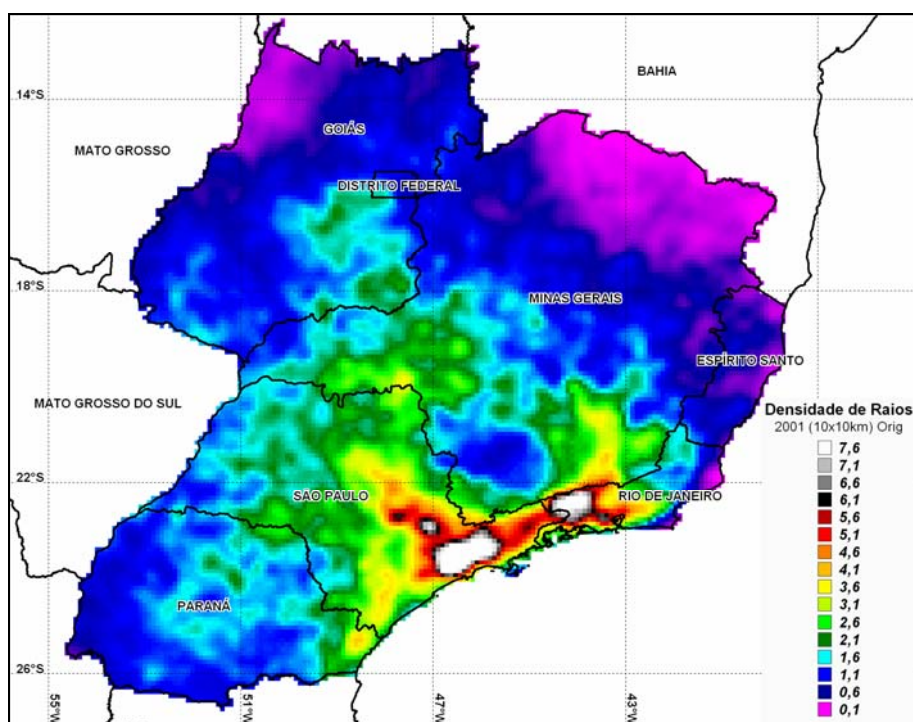 BAHIA
14°S
GOIÁS
MATO GROSSO
DISTRITO FEDERAL
18°S
MINAS GERAIS
ESPÍRITO SANTO
MATO GROSSO DO SUL
Densidade de Raios
2001 (10x10km) Orig
7,6
7,1
6,6
6,1
5,6
5,1
4,6
4,1
3,6
3,1
2,6
2,1
1,6
1,1
0,6
0,1
22°S
SÃO PAULO
RIO DE JANEIRO
PARANÁ
26°S
55°W
51°W
47°W
43°W